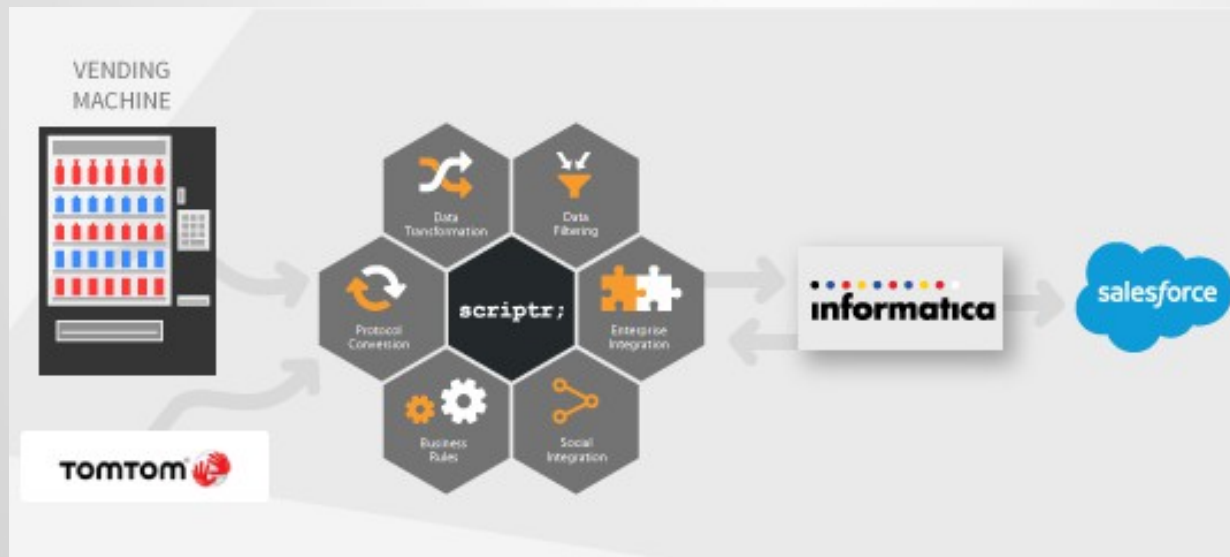 VENDING
MACHINE
Data
Transformation
Data
Filtering
Protocol
Conversion
scriptr;
Enterprise
Integration
Business
Rules
Social
Integration
informatica
salesforce
TOMTOM